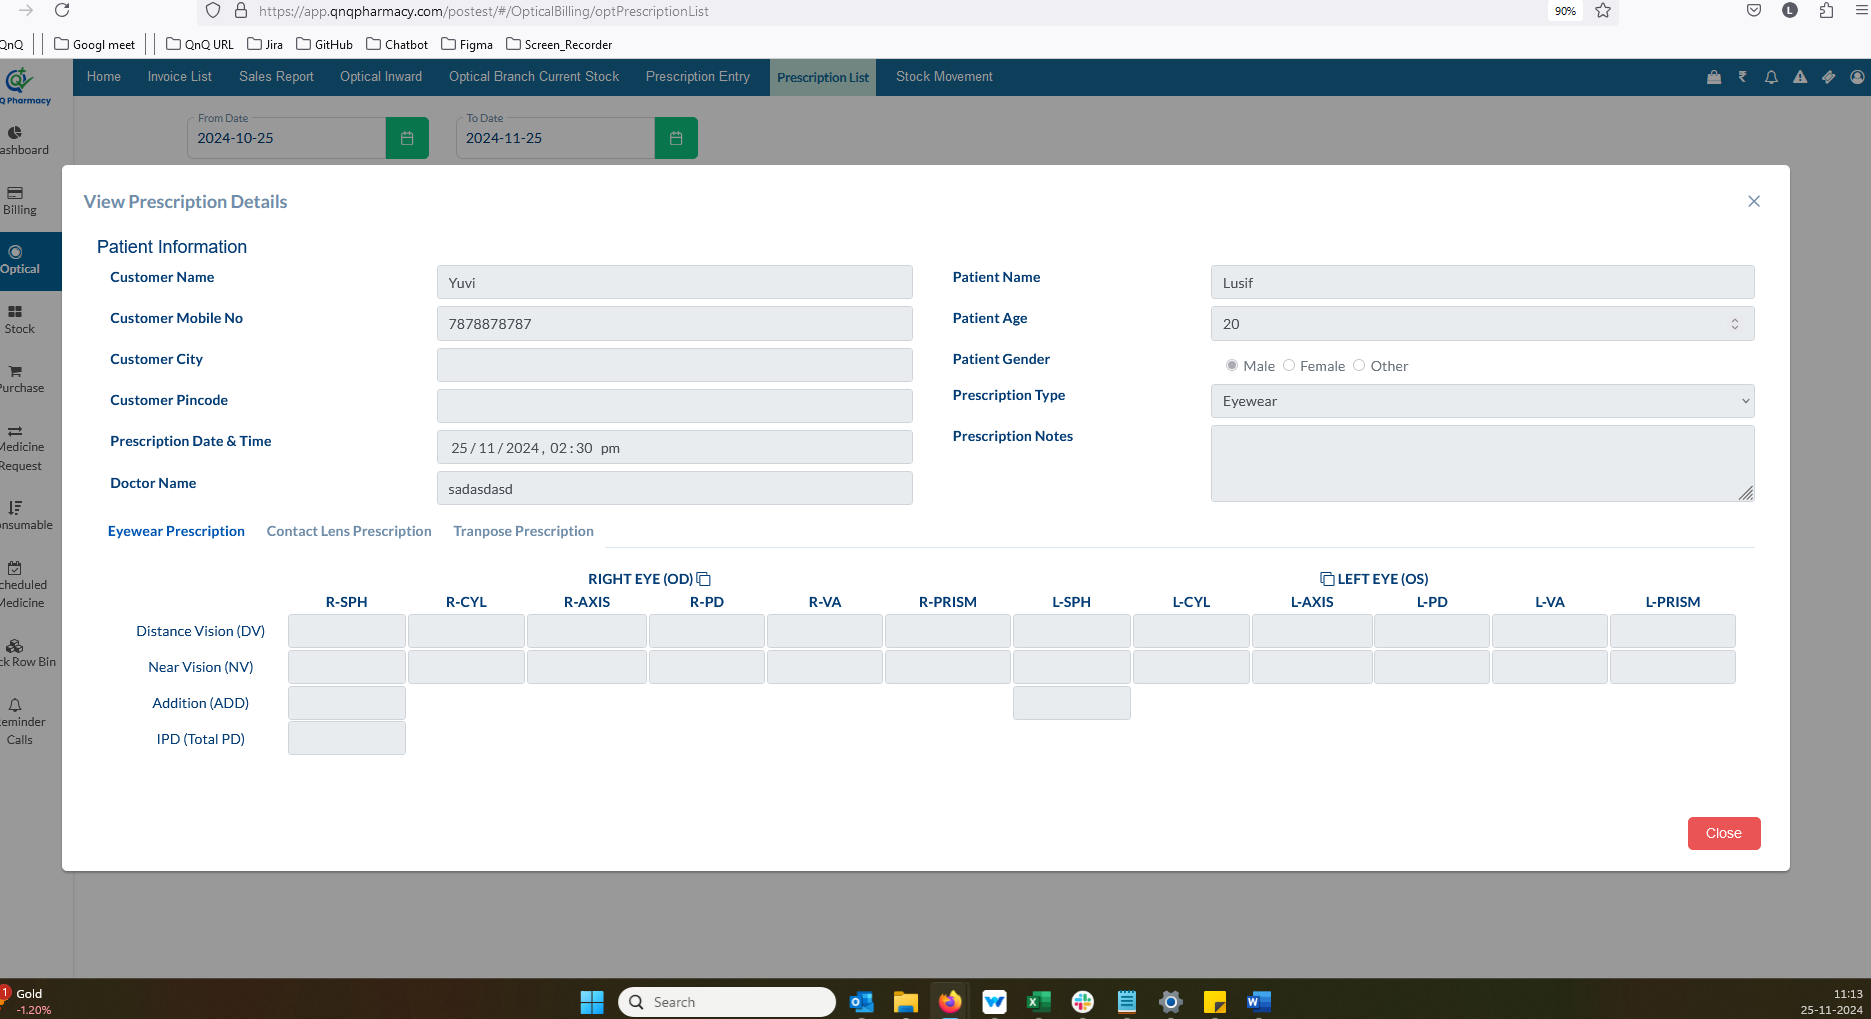 https://app.qnqpharmacy.com/postest/#/OpticalBilling/optPrescriptionList
90%
L
QnQ
Googl meet
QnQ URL
Jira
GitHub
Chatbot
Figma
Screen_Recorder
Q Pharmacy
Home
Invoice List
Sales Report
Optical Inward
Optical Branch Current Stock
Prescription Entry
Prescription List
Stock Movement
ashboard
Billing
Optical
Stock
Purchase
Medicine
Request
onsumable
cheduled
Medicine
ck Row Bin
eminder
Calls
From Date
2024-10-25
To Date
2024-11-25
View Prescription Details
Patient Information
Customer Name
Yuvi
Patient Name
Lusif
Customer Mobile No
7878878787
Patient Age
20
Customer City
Patient Gender
Male
Female
Other
Customer Pincode
Prescription Type
Eyewear
Prescription Date & Time
25/11/2024, 02:30 pm
Prescription Notes
Doctor Name
sadasdasd
Eyewear Prescription
Contact Lens Prescription
Tranpose Prescription
RIGHT EYE (OD)
LEFT EYE (OS)
R-SPH
R-CYL
R-AXIS
R-PD
R-VA
R-PRISM
L-SPH
L-CYL
L-AXIS
L-PD
L-VA
L-PRISM
Distance Vision (DV)
Near Vision (NV)
Addition (ADD)
IPD (Total PD)
Close
1
Gold
-1.20%
Search
11:13
25-11-2024